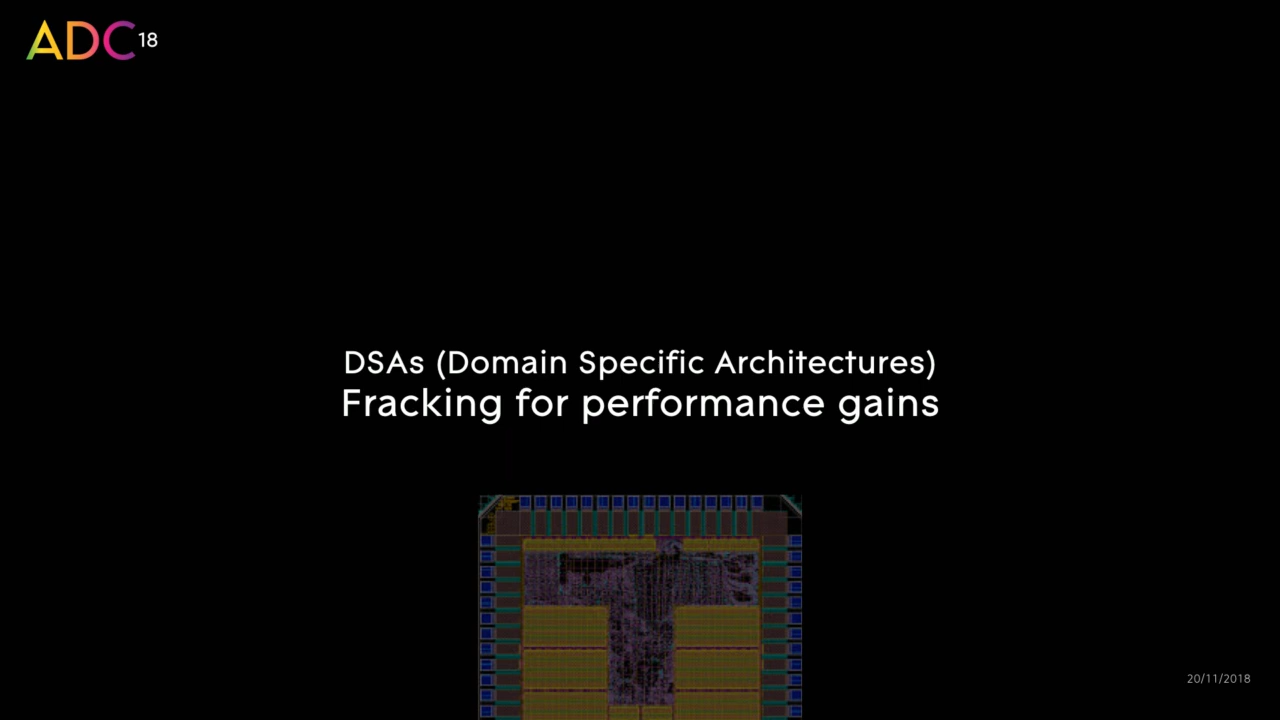 ADC18
DSAs (Domain Specific Architectures)
Fracking for performance gains
20/11/2018